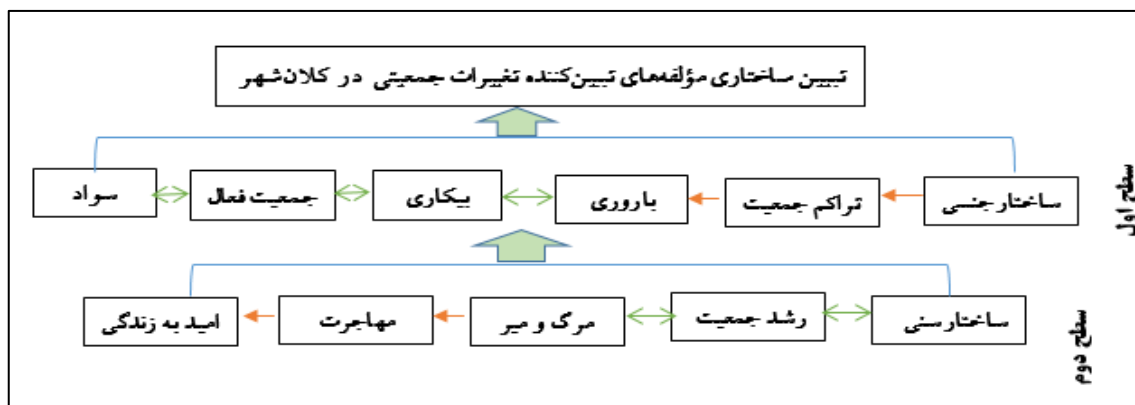 تبیین ساختاری مؤلفه‌های تبیین‌کننده تغییرات جمعیتی در کلان‌شهر
سطح اول
ساختار جنسی
تراکم جمعیت
باروری
بیکاری
جمعیت فعال
سواد
سطح دوم
ساختار سنی
رشد جمعیت
مرگ و میر
مهاجرت
امید به زندگی